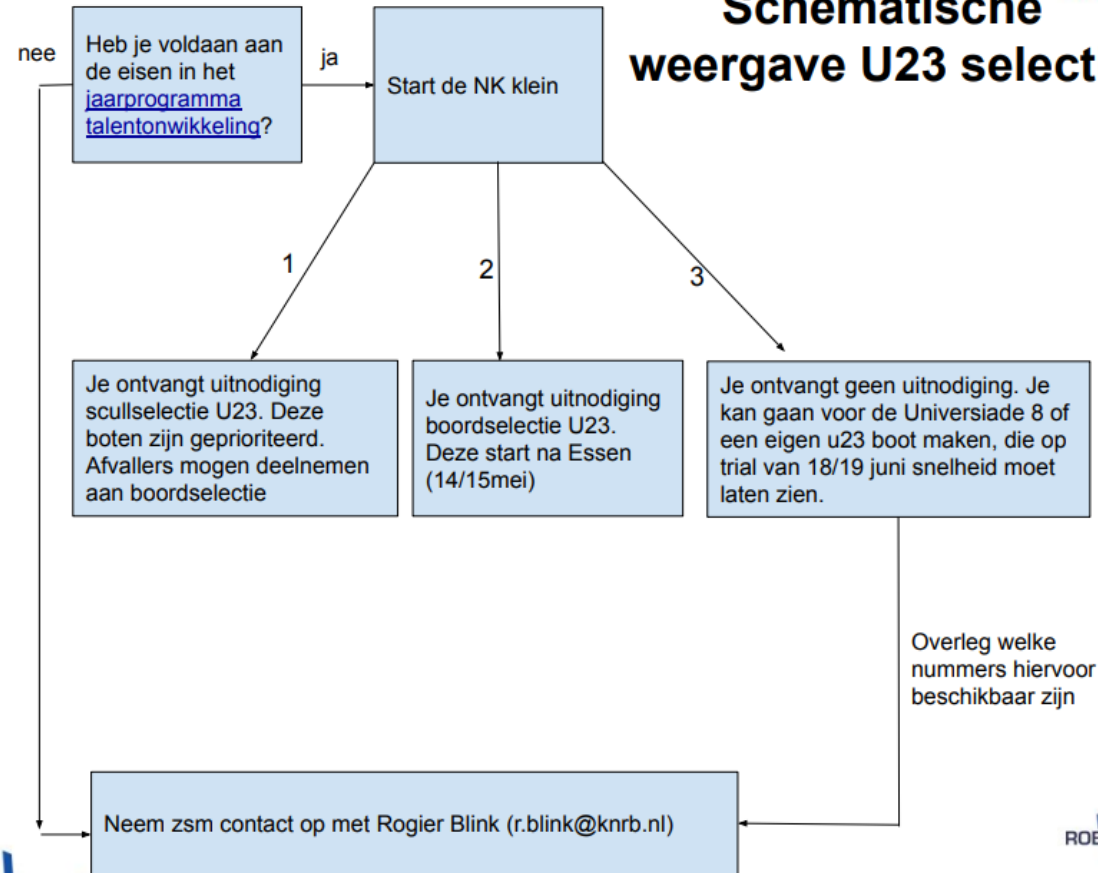 Schematische
weergave U23 select
nee
Heb je voldaan aan
de eisen in het
jaarprogramma
talentonwikkeling?
ja
Start de NK klein
1
2
3
Je ontvangt uitnodiging
scullselectie U23. Deze
boten zijn geprioriteerd.
Afvallers mogen deelnemen
aan boordselectie
Je ontvangt uitnodiging
boordselectie U23.
Deze start na Essen
(14/15mei)
Je ontvangt geen uitnodiging. Je
kan gaan voor de Universiade 8 of
een eigen u23 boot maken, die op
trial van 18/19 juni snelheid moet
laten zien.
Overleg welke
nummers hiervoor
beschikbaar zijn
Neem zsm contact op met Rogier Blink (r.blink@knrb.nl)